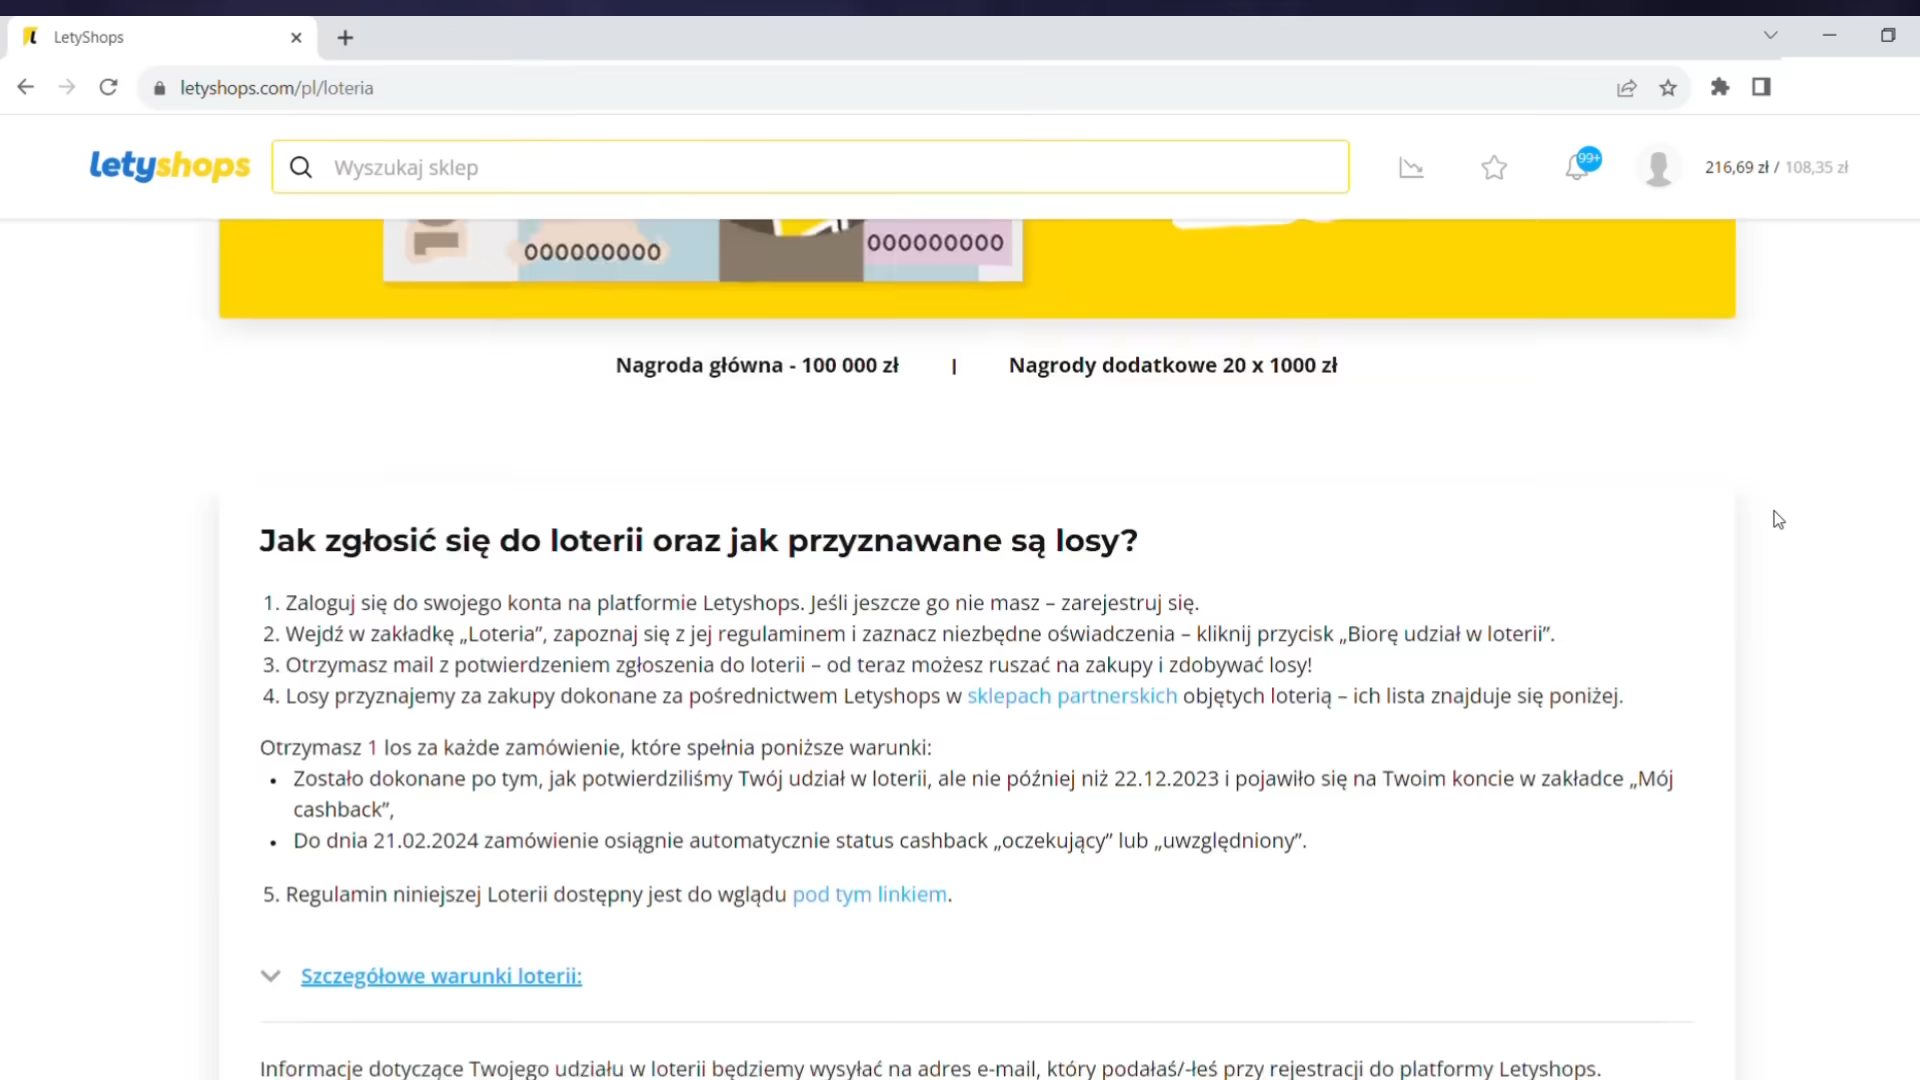 LetyShops
letyshops.com/pl/loteria
letyshops
Wyszukaj sklep
99+
216,69 zł / 108,35 zł
000000000
000000000
Nagroda główna - 100 000 zł | Nagrody dodatkowe 20 x 1000 zł
Jak zgłosić się do loterii oraz jak przyznawane są losy?
1. Zaloguj się do swojego konta na platformie Letyshops. Jeśli jeszcze go nie masz – zarejestruj się.
2. Wejdź w zakładkę „Loteria”, zapoznaj się z jej regulaminem i zaznacz niezbędne oświadczenia – kliknij przycisk „Biorę udział w loterii”.
3. Otrzymasz mail z potwierdzeniem zgłoszenia do loterii – od teraz możesz ruszać na zakupy i zdobywać losy!
4. Losy przyznajemy za zakupy dokonane za pośrednictwem Letyshops w sklepach partnerskich objętych loterią – ich lista znajduje się poniżej.
Otrzymasz 1 los za każde zamówienie, które spełnia poniższe warunki:
• Zostało dokonane po tym, jak potwierdziliśmy Twój udział w loterii, ale nie później niż 22.12.2023 i pojawiło się na Twoim koncie w zakładce „Mój
cashback”,
• Do dnia 21.02.2024 zamówienie osiągnie automatycznie status cashback „oczekujący” lub „uwzględniony”.
5. Regulamin niniejszej Loterii dostępny jest do wglądu pod tym linkiem.
Szczegółowe warunki loterii:
Informacje dotyczące Twojego udziału w loterii będziemy wysyłać na adres e-mail, który podałaś/-łeś przy rejestracji do platformy Letyshops.